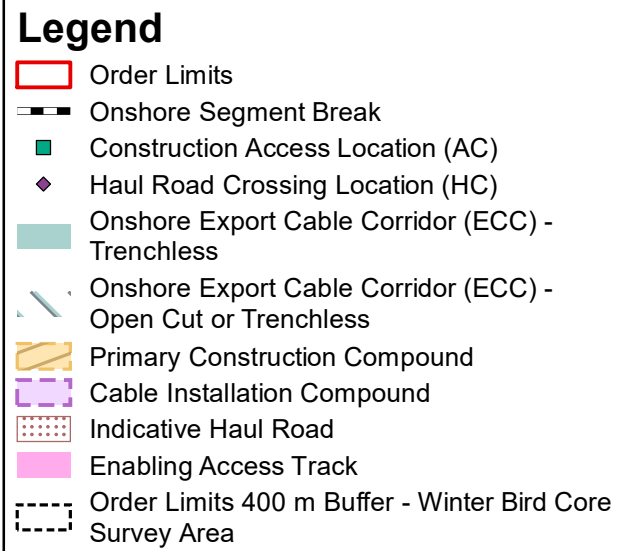 Legend
Order Limits
Onshore Segment Break
Construction Access Location (AC)
Haul Road Crossing Location (HC)
Onshore Export Cable Corridor (ECC) -
Trenchless
Onshore Export Cable Corridor (ECC) -
Open Cut or Trenchless
Primary Construction Compound
Cable Installation Compound
Indicative Haul Road
Enabling Access Track
Order Limits 400 m Buffer - Winter Bird Core
Survey Area